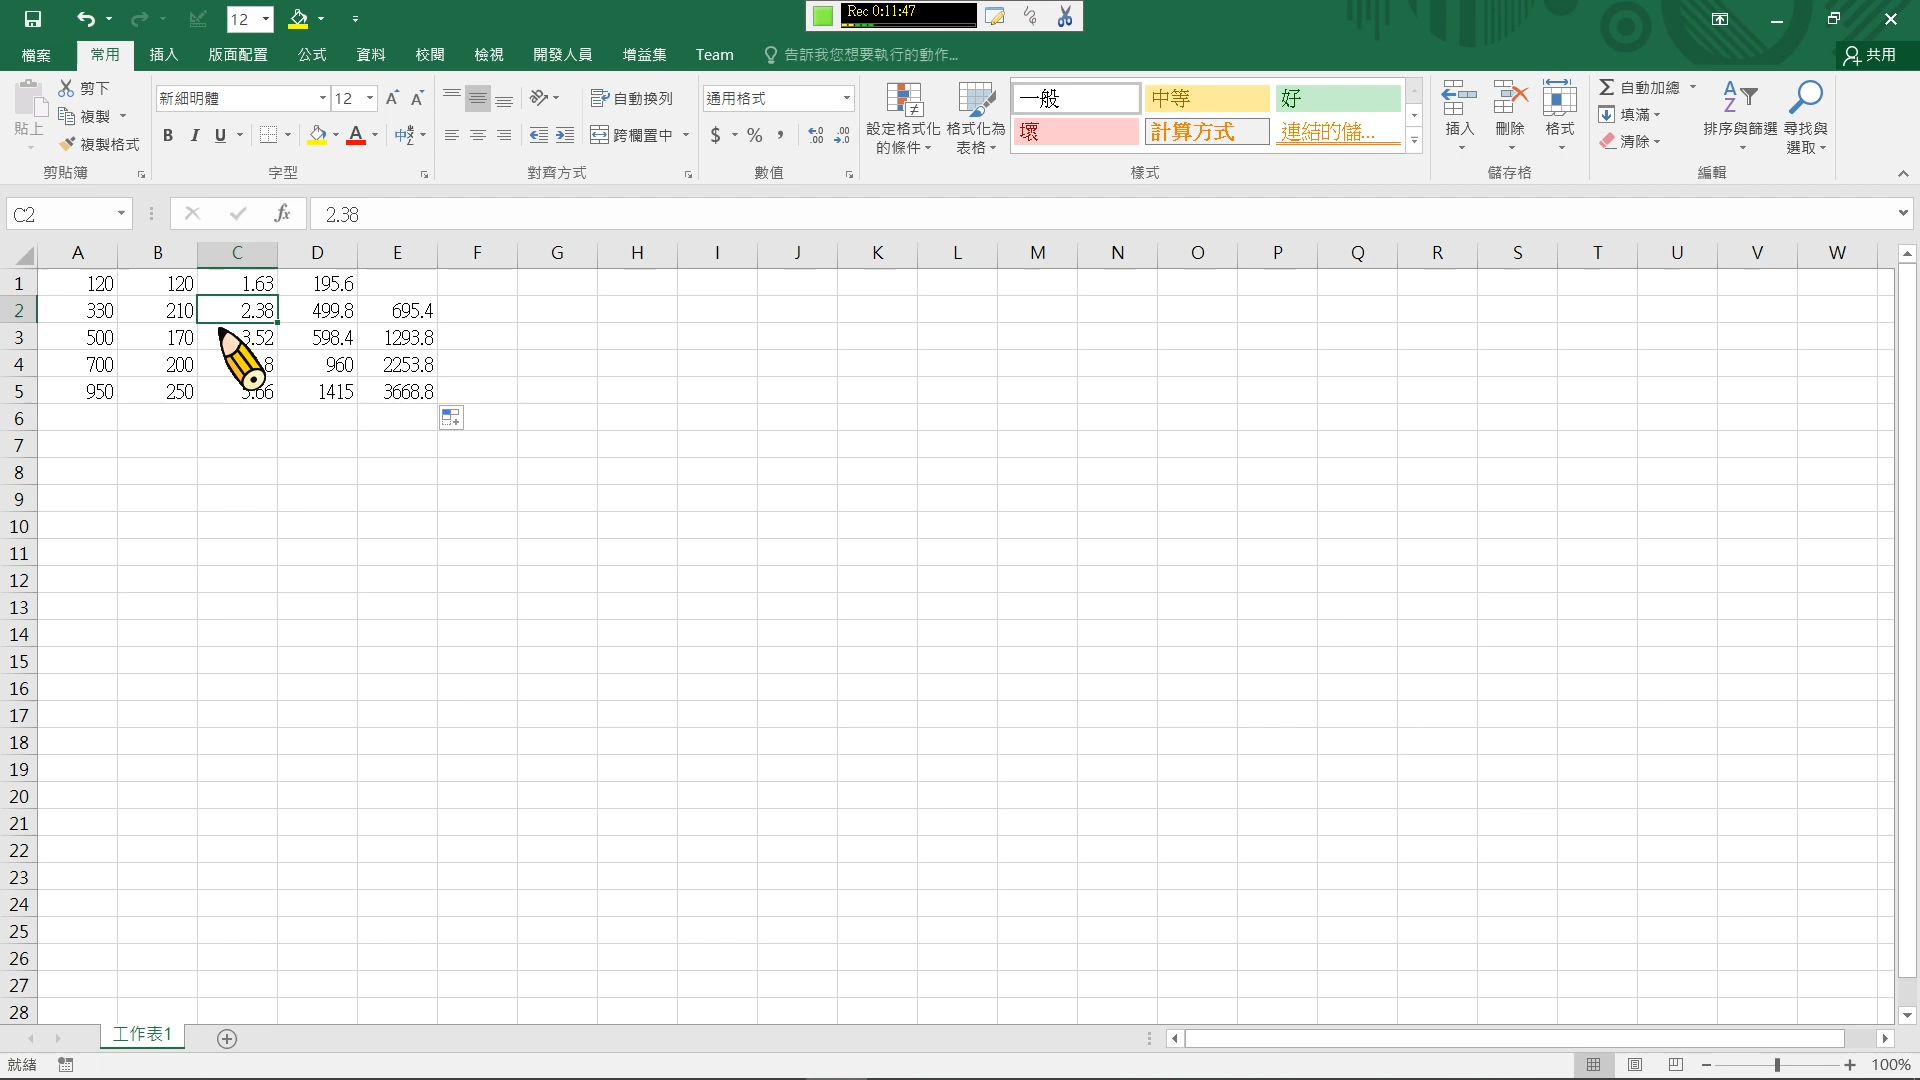 12
Rec 0:11:47
檔案 常用 插入 版面配置 公式 資料 校閱 檢視 開發人員 增益集 Team 告訴我您想要執行的動作... 共用
貼上 剪下 複製 複製格式 剪貼簿
新細明體 12 B I U A 中 字型
自動換列 跨欄置中 對齊方式
通用格式 $ % , 數值
設定格式化的條件 格式化為表格
一般 中等 好
壞 計算方式 連結的儲...
樣式
插入 刪除 格式 儲存格
自動加總 填滿 清除 排序與篩選 尋找與選取 編輯
C2 fx 2.38
A B C D E F G H I J K L M N O P Q R S T U V W
1 120 120 1.63 195.6
2 330 210 2.38 499.8 695.4
3 500 170 3.52 598.4 1293.8
4 700 200 8 960 2253.8
5 950 250 5.66 1415 3668.8
6
7
8
9
10
11
12
13
14
15
16
17
18
19
20
21
22
23
24
25
26
27
28
工作表1
就緒 100%